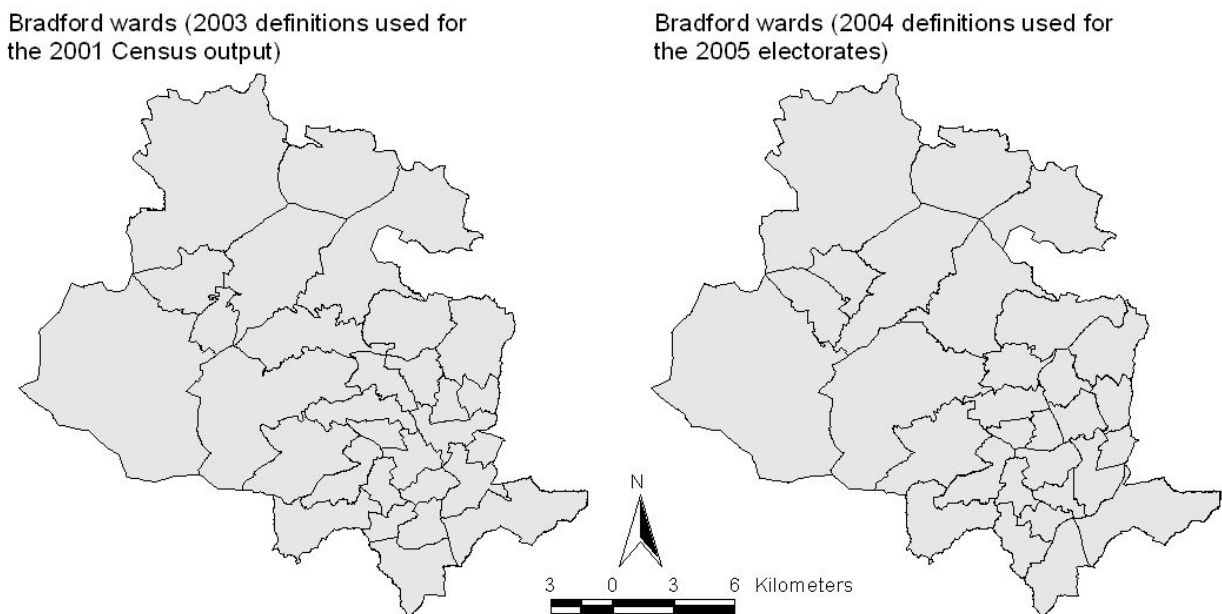 Bradford wards (2003 definitions used for
the 2001 Census output)
Bradford wards (2004 definitions used for
the 2005 electorates)
N
3 0 3 6 Kilometers